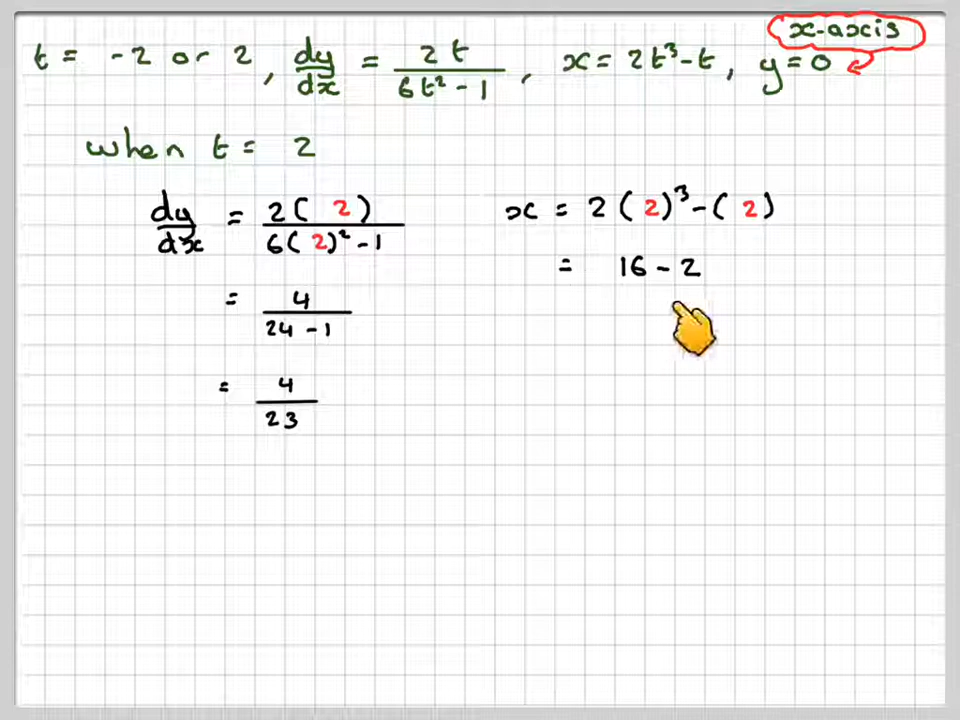 x-axis
t = -2 or 2, dy/dx = 2t/(6t² - 1), x = 2t³ - t, y = 0
when t = 2
dy/dx = 2(2)/(6(2)² - 1) x = 2(2)³ - (2)
= 4/(24 - 1) = 16 - 2
= 4/23